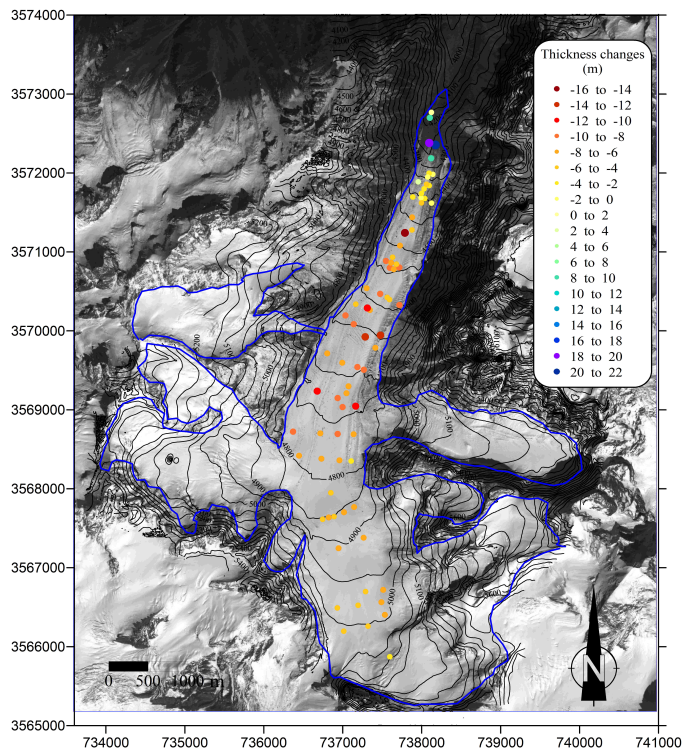 3574000
3573000
3572000
3571000
3570000
3569000
3568000
3567000
3566000
3565000
734000 735000 736000 737000 738000 739000 740000 741000
Thickness changes
(m)
-16 to -14
-14 to -12
-12 to -10
-10 to -8
-8 to -6
-6 to -4
-4 to -2
-2 to 0
0 to 2
2 to 4
4 to 6
6 to 8
8 to 10
10 to 12
12 to 14
14 to 16
16 to 18
18 to 20
20 to 22
5200
5100
5100
4800
4800
4900
5000
5000
5100
0 500 1000 m
N